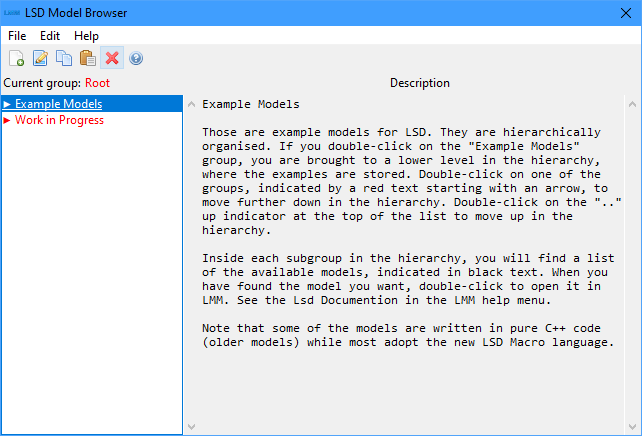 LSD Model Browser
File Edit Help
Current group: Root
Description
▶ Example Models
▶ Work in Progress
Example Models
Those are example models for LSD. They are hierarchically
organised. If you double-click on the "Example Models"
group, you are brought to a lower level in the hierarchy,
where the examples are stored. Double-click on one of the
groups, indicated by a red text starting with an arrow, to
move further down in the hierarchy. Double-click on the ".."
up indicator at the top of the list to move up in the
hierarchy.
Inside each subgroup in the hierarchy, you will find a list
of the available models, indicated in black text. When you
have found the model you want, double-click to open it in
LMM. See the Lsd Documention in the LMM help menu.
Note that some of the models are written in pure C++ code
(older models) while most adopt the new LSD Macro language.